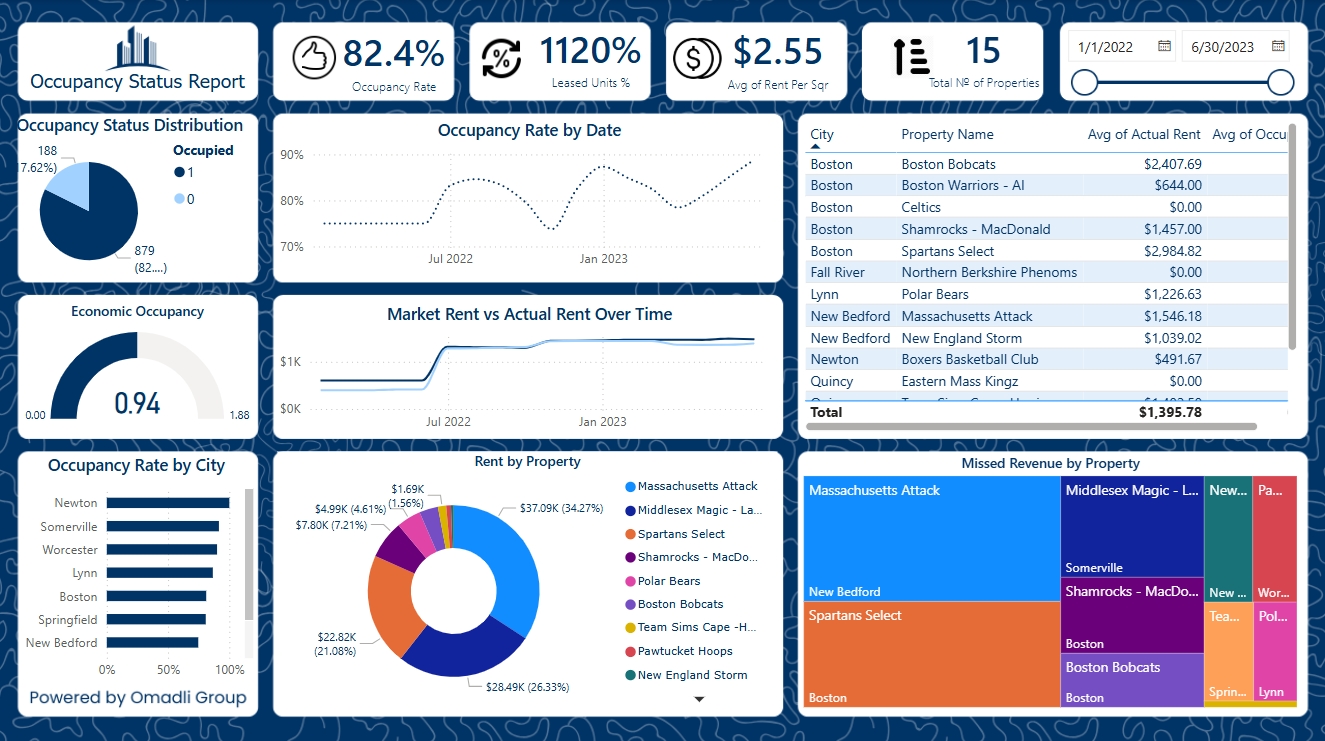 Occupancy Status Report
82.4%
Occupancy Rate
1120%
Leased Units %
$2.55
Avg of Rent Per Sqr
15
Total Nº of Properties
1/1/2022
6/30/2023
Occupancy Status Distribution
188
7.62%)
Occupied
1
0
879
(82....)
Occupancy Rate by Date
90%
80%
70%
Jul 2022
Jan 2023
City Property Name Avg of Actual Rent Avg of Occu
Boston Boston Bobcats $2,407.69
Boston Boston Warriors - AI $644.00
Boston Celtics $0.00
Boston Shamrocks - MacDonald $1,457.00
Boston Spartans Select $2,984.82
Fall River Northern Berkshire Phenoms $0.00
Lynn Polar Bears $1,226.63
New Bedford Massachusetts Attack $1,546.18
New Bedford New England Storm $1,039.02
Newton Boxers Basketball Club $491.67
Quincy Eastern Mass Kingz $0.00
Total $1,395.78
Economic Occupancy
0.94
0.00
1.88
Market Rent vs Actual Rent Over Time
$1K
$0K
Jul 2022
Jan 2023
Occupancy Rate by City
Newton
Somerville
Worcester
Lynn
Boston
Springfield
New Bedford
0%
50%
100%
Powered by Omadli Group
Rent by Property
$1.69K
(1.56%)
$4.99K (4.61%)
$7.80K (7.21%)
$22.82K
(21.08%)
$28.49K (26.33%)
$37.09K (34.27%)
Massachusetts Attack
Middlesex Magic - La...
Spartans Select
Shamrocks - MacDo...
Polar Bears
Boston Bobcats
Team Sims Cape -H...
Pawtucket Hoops
New England Storm
Missed Revenue by Property
Massachusetts Attack
New Bedford
Spartans Select
Boston
Middlesex Magic - L...
Somerville
Shamrocks - MacDo...
Boston
Boston Bobcats
Boston
New...
New ...
Pa...
Wor...
Tea...
Sprin...
Pol...
Lynn